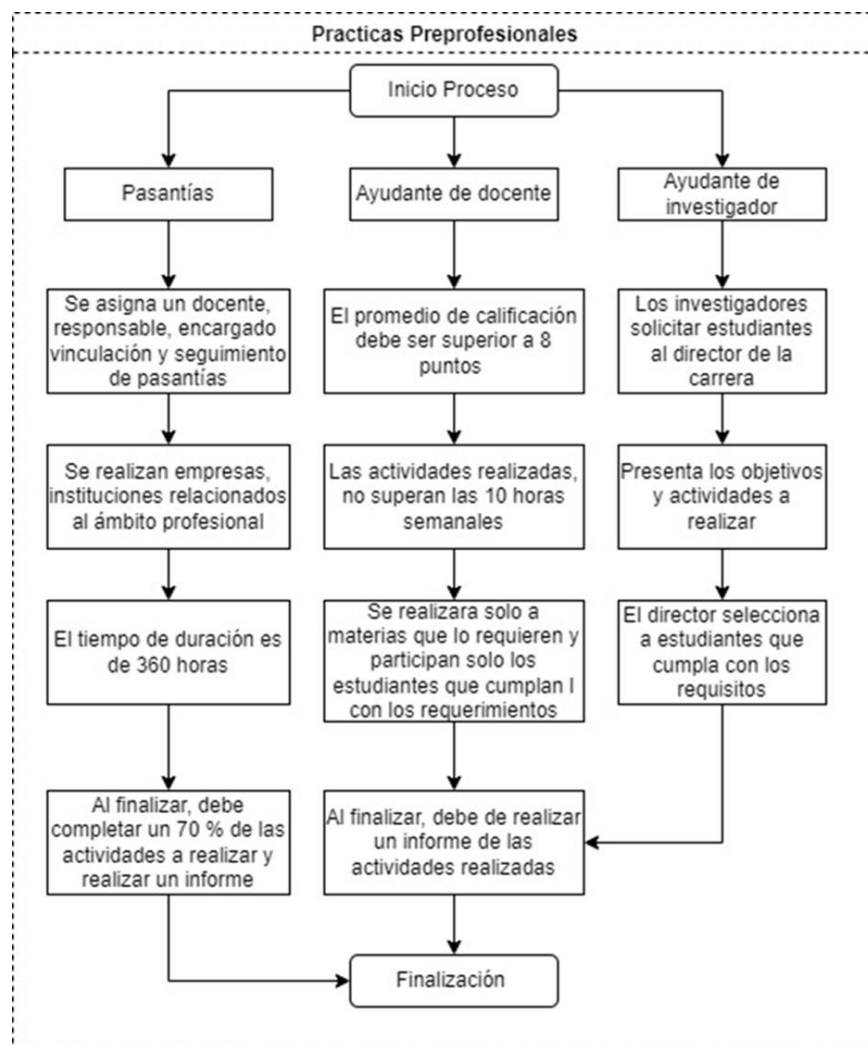 Practicas Preprofesionales
Inicio Proceso
Pasantías
Ayudante de docente
Ayudante de
investigador
Se asigna un docente,
responsable, encargado
vinculación y seguimiento
de pasantías
El promedio de calificación
debe ser superior a 8
puntos
Los investigadores
solicitar estudiantes
al director de la
carrera
Se realizan empresas,
instituciones relacionados
al ámbito profesional
Las actividades realizadas,
no superan las 10 horas
semanales
Presenta los objetivos
y actividades a
realizar
El tiempo de duración es
de 360 horas
Se realizara solo a
materias que lo requieren y
participan solo los
estudiantes que cumplan l
con los requerimientos
El director selecciona
a estudiantes que
cumpla con los
requisitos
Al finalizar, debe
completar un 70 % de las
actividades a realizar y
realizar un informe
Al finalizar, debe de realizar
un informe de las
actividades realizadas
Finalización